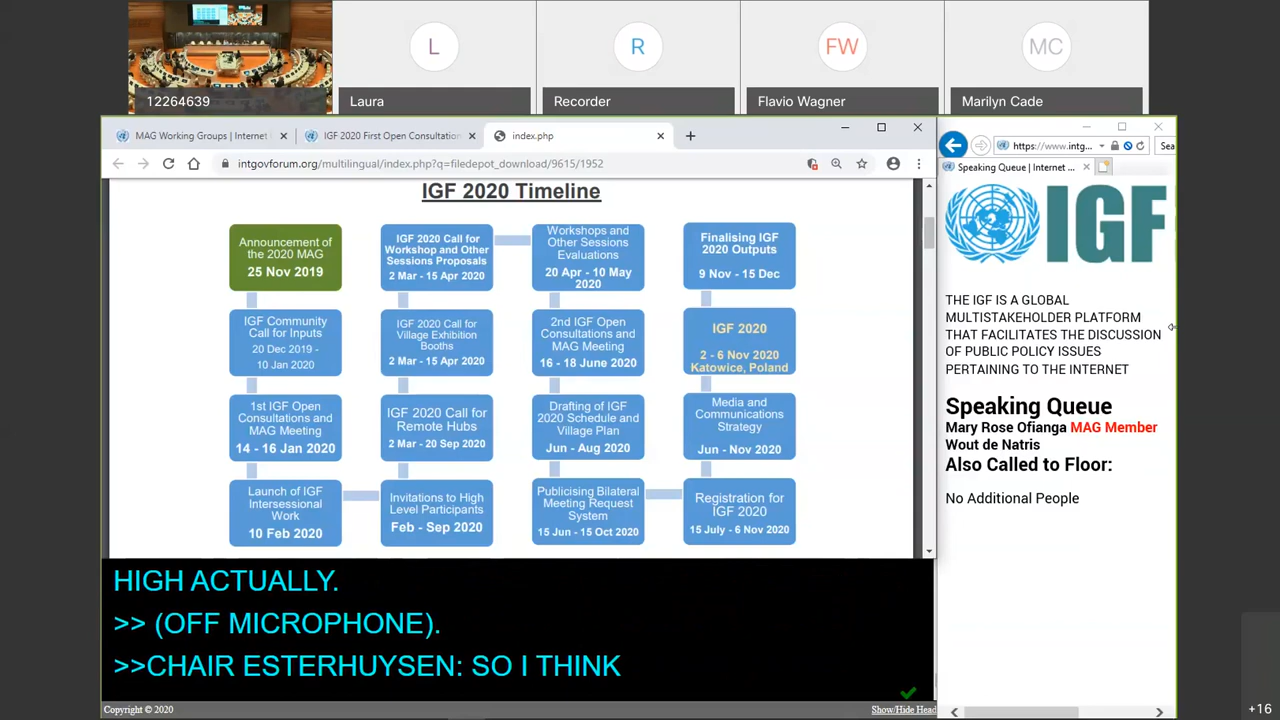 L
R
FW
MC
12264639
Laura
Recorder
Flavio Wagner
Marilyn Cade
MAG Working Groups | Internet
IGF 2020 First Open Consultation
index.php
intgovforum.org/multilingual/index.php?q=filedepot_download/9615/1952
IGF 2020 Timeline
Announcement of
the 2020 MAG
25 Nov 2019
IGF Community
Call for Inputs
20 Dec 2019 -
10 Jan 2020
1st IGF Open
Consultations and
MAG Meeting
14 - 16 Jan 2020
Launch of IGF
Intersessional
Work
10 Feb 2020
IGF 2020 Call for
Workshop and Other
Sessions Proposals
2 Mar - 15 Apr 2020
IGF 2020 Call for
Village Exhibition
Booths
2 Mar - 15 Apr 2020
IGF 2020 Call for
Remote Hubs
2 Mar - 20 Sep 2020
Invitations to High
Level Participants
Feb - Sep 2020
Workshops and
Other Sessions
Evaluations
20 Apr - 10 May
2020
2nd IGF Open
Consultations and
MAG Meeting
16 - 18 June 2020
Drafting of IGF
2020 Schedule and
Village Plan
Jun - Aug 2020
Publicising Bilateral
Meeting Request
System
15 Jun - 15 Oct 2020
Finalising IGF
2020 Outputs
9 Nov - 15 Dec
IGF 2020
2 - 6 Nov 2020
Katowice, Poland
Media and
Communications
Strategy
Jun - Nov 2020
Registration for
IGF 2020
15 July - 6 Nov 2020
https://www.intg...
Sea
Speaking Queue | Internet ...
IGF
THE IGF IS A GLOBAL
MULTISTAKEHOLDER PLATFORM
THAT FACILITATES THE DISCUSSION
OF PUBLIC POLICY ISSUES
PERTAINING TO THE INTERNET
Speaking Queue
Mary Rose Ofianga MAG Member
Wout de Natris
Also Called to Floor:
No Additional People
HIGH ACTUALLY.
>> (OFF MICROPHONE).
>>CHAIR ESTERHUYSEN: SO I THINK
Copyright © 2020
Show/Hide Head
+16